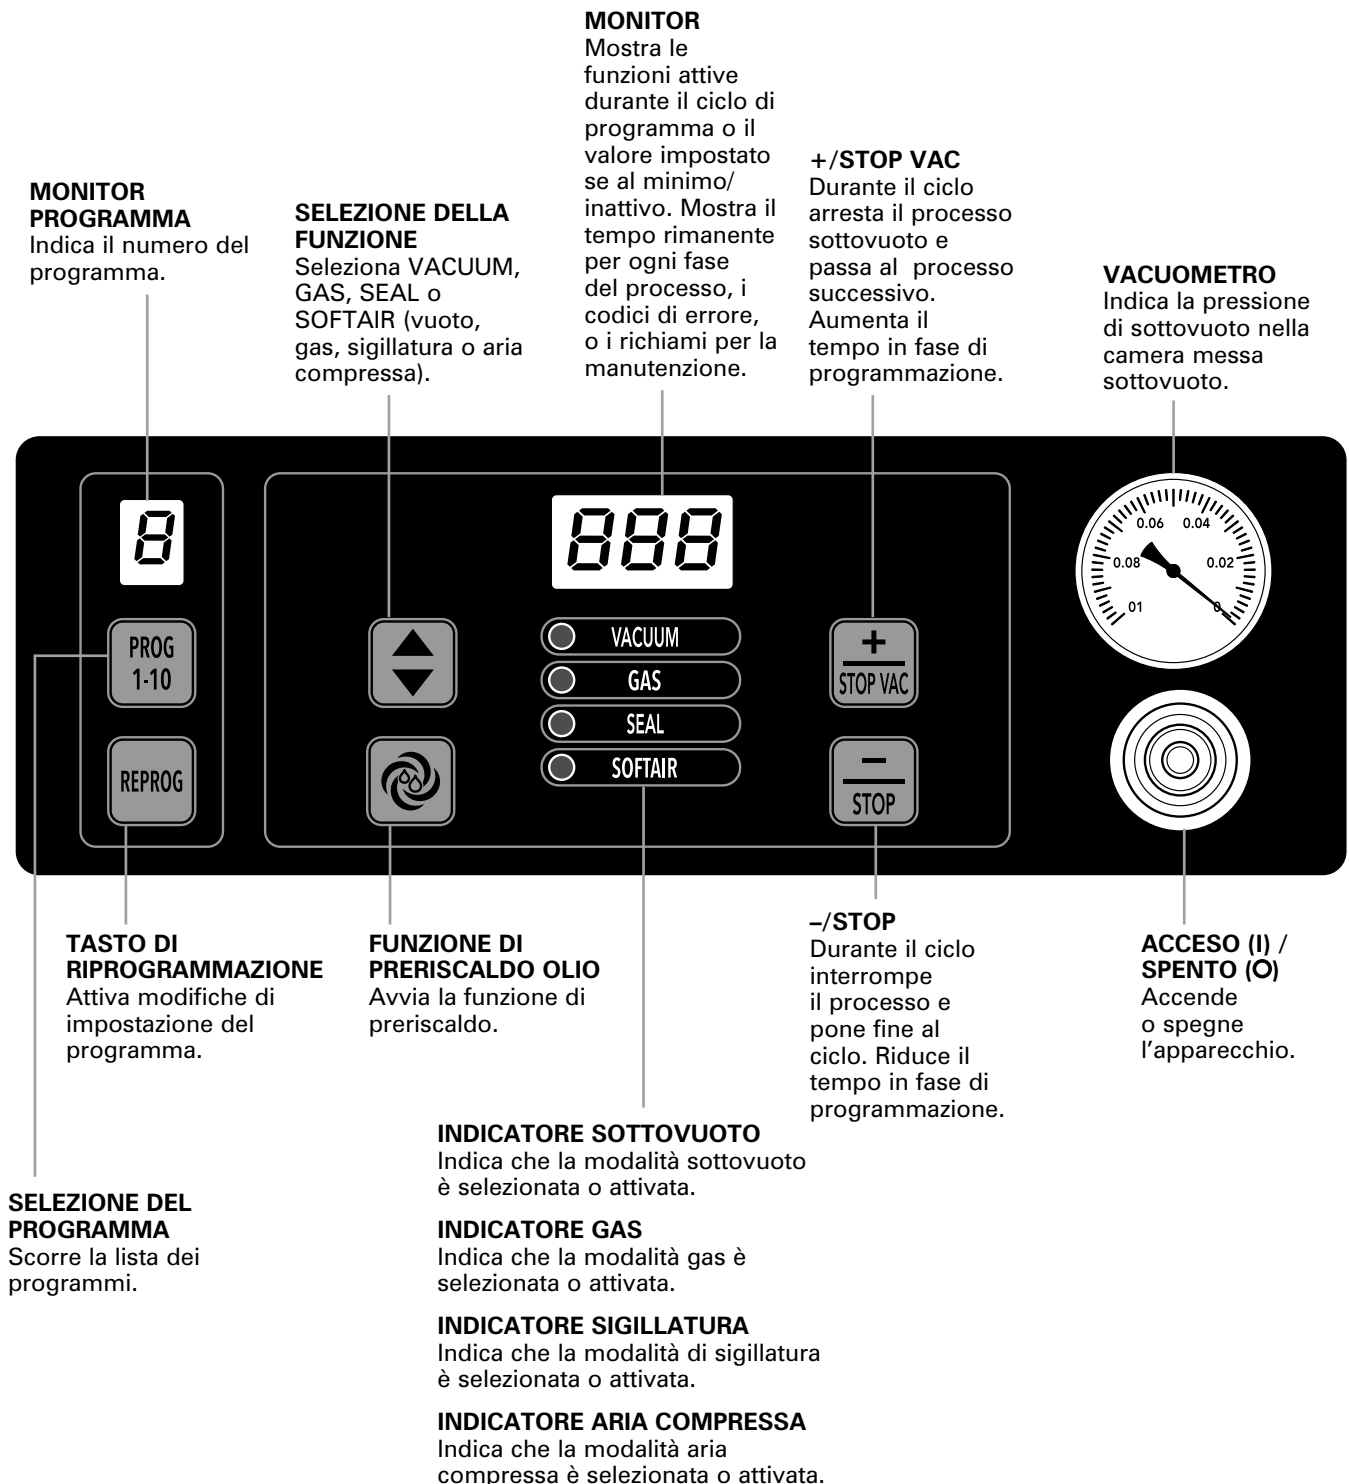 MONITOR
Mostra le
funzioni attive
durante il ciclo di
programma o il
valore impostato
se al minimo/
inattivo. Mostra il
tempo rimanente
per ogni fase
del processo, i
codici di errore,
o i richiami per la
manutenzione.
+/STOP VAC
Durante il ciclo
arresta il processo
sottovuoto e
passa al processo
successivo.
Aumenta il
tempo in fase di
programmazione.
MONITOR
PROGRAMMA
Indica il numero del
programma.
SELEZIONE DELLA
FUNZIONE
Seleziona VACUUM,
GAS, SEAL o
SOFTAIR (vuoto,
gas, sigillatura o aria
compressa).
VACUOMETRO
Indica la pressione
di sottovuoto nella
camera messa
sottovuoto.
8
888
0.06 0.04
0.08 0.02
01 0
PROG
1-10
REPROG
VACUUM
GAS
SEAL
SOFTAIR
+
STOP VAC
–
STOP
TASTO DI
RIPROGRAMMAZIONE
Attiva modifiche di
impostazione del
programma.
FUNZIONE DI
PRERISCALDO OLIO
Avvia la funzione di
preriscaldo.
–/STOP
Durante il ciclo
interrompe
il processo e
pone fine al
ciclo. Riduce il
tempo in fase di
programmazione.
ACCESO (I) /
SPENTO (O)
Accende
o spegne
l’apparecchio.
SELEZIONE DEL
PROGRAMMA
Scorre la lista dei
programmi.
INDICATORE SOTTOVUOTO
Indica che la modalità sottovuoto
è selezionata o attivata.
INDICATORE GAS
Indica che la modalità gas è
selezionata o attivata.
INDICATORE SIGILLATURA
Indica che la modalità di sigillatura
è selezionata o attivata.
INDICATORE ARIA COMPRESSA
Indica che la modalità aria
compressa è selezionata o attivata.